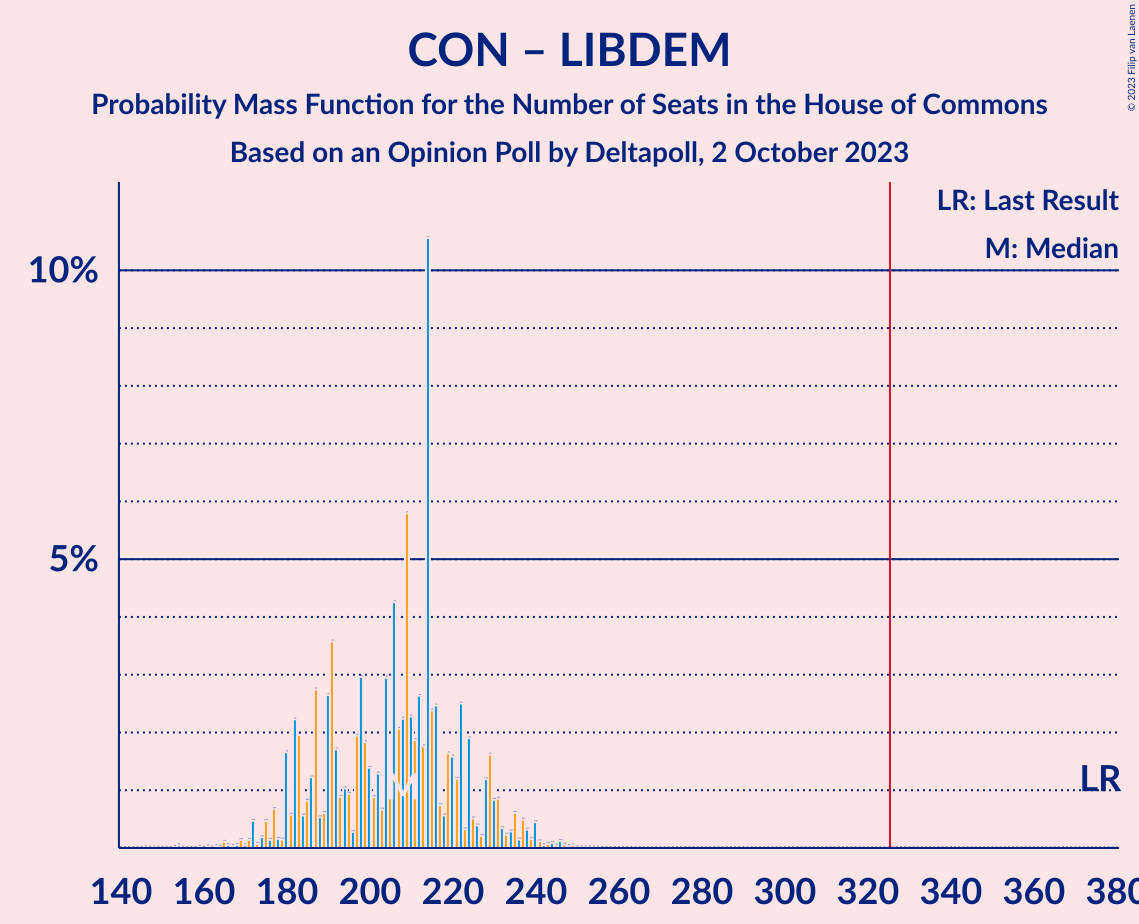 CON – LIBDEM
Probability Mass Function for the Number of Seats in the House of Commons
Based on an Opinion Poll by Deltapoll, 2 October 2023
© 2023 Filip van Laenen
LR: Last Result
M: Median
10%
5%
M
LR
140 160 180 200 220 240 260 280 300 320 340 360 380